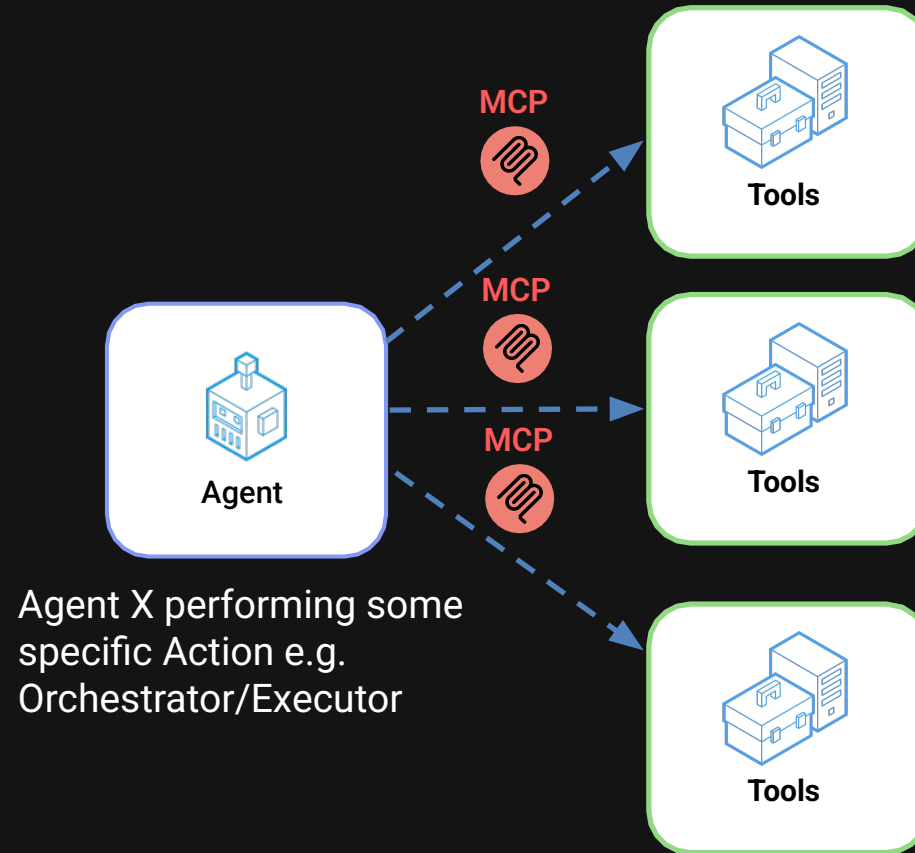 MCP
Tools
MCP
Tools
MCP
Agent
Agent X performing some
specific Action e.g.
Orchestrator/Executor
Tools